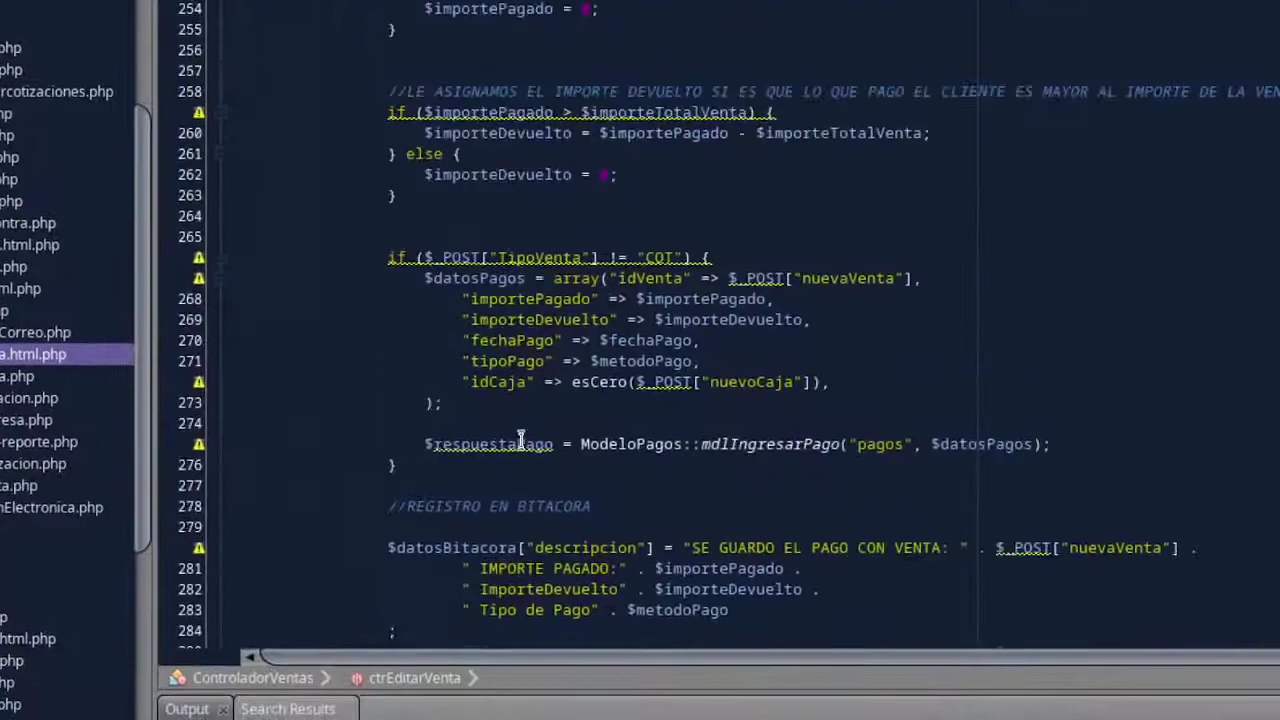 254 $importePagado = 0;
255 }
256
257
258 //LE ASIGNAMOS EL IMPORTE DEVUELTO SI ES QUE LO QUE PAGO EL CLIENTE ES MAYOR AL IMPORTE DE LA VEN
if ($importePagado > $importeTotalVenta) {
260 $importeDevuelto = $importePagado - $importeTotalVenta;
261 } else {
262 $importeDevuelto = 0;
263 }
264
265
if ($_POST["TipoVenta"] != "COT") {
$datosPagos = array("idVenta" => $_POST["nuevaVenta"],
268 "importePagado" => $importePagado,
269 "importeDevuelto" => $importeDevuelto,
270 "fechaPago" => $fechaPago,
271 "tipoPago" => $metodoPago,
"idCaja" => esCero($_POST["nuevoCaja"]),
273 );
274
$respuestaPago = ModeloPagos::mdlIngresarPago("pagos", $datosPagos);
276 }
277
278 //REGISTRO EN BITACORA
279
$datosBitacora["descripcion"] = "SE GUARDO EL PAGO CON VENTA: " . $_POST["nuevaVenta"] .
281 " IMPORTE PAGADO:" . $importePagado .
282 " ImporteDevuelto" . $importeDevuelto .
283 " Tipo de Pago" . $metodoPago
284 ;
php
php
rcotizaciones.php
hp
.php
php
hp
.php
ontra.php
.html.php
.php
ml.php
p
Correo.php
a.html.php
a.php
acion.php
resa.php
-reporte.php
izacion.php
ta.php
nElectronica.php
p
html.php
php
hp
.php
ControladorVentas
ctrEditarVenta
Output
Search Results